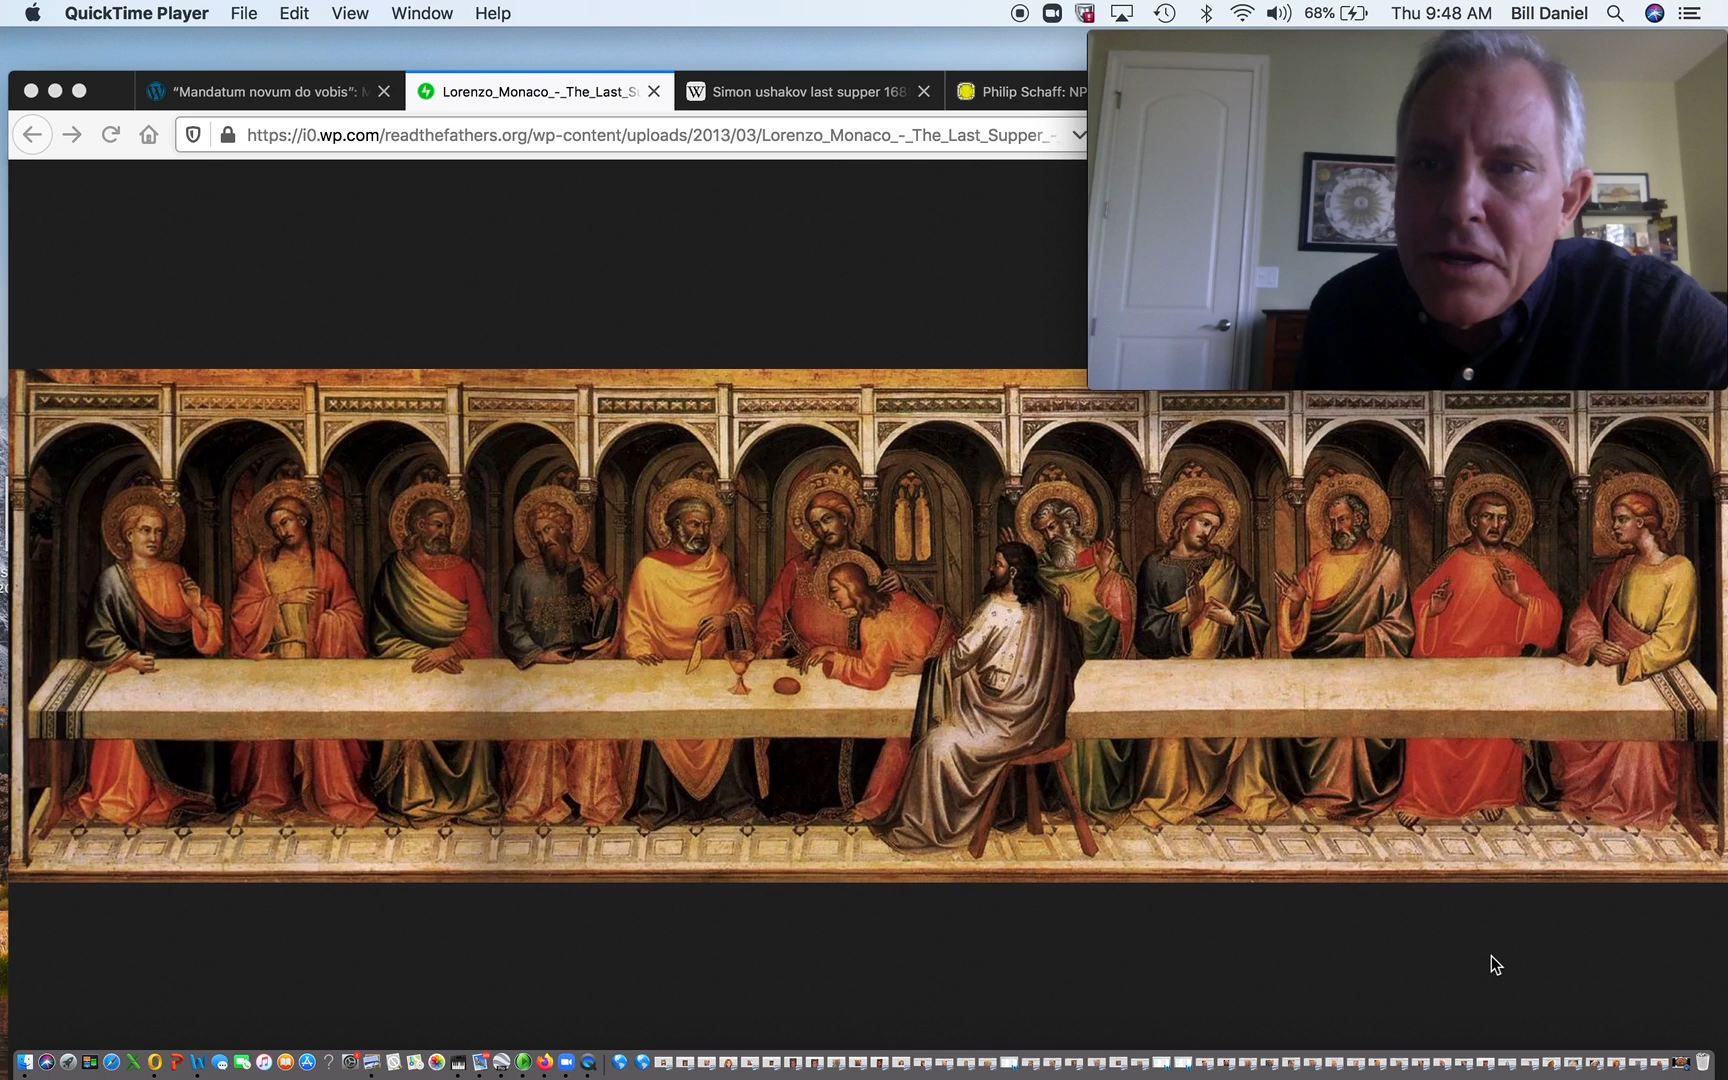 QuickTime Player File Edit View Window Help 68% Thu 9:48 AM Bill Daniel
“Mandatum novum do vobis”: M Lorenzo_Monaco_-_The_Last_S Simon ushakov last supper 168 Philip Schaff: NP
https://i0.wp.com/readthefathers.org/wp-content/uploads/2013/03/Lorenzo_Monaco_-_The_Last_Supper_-